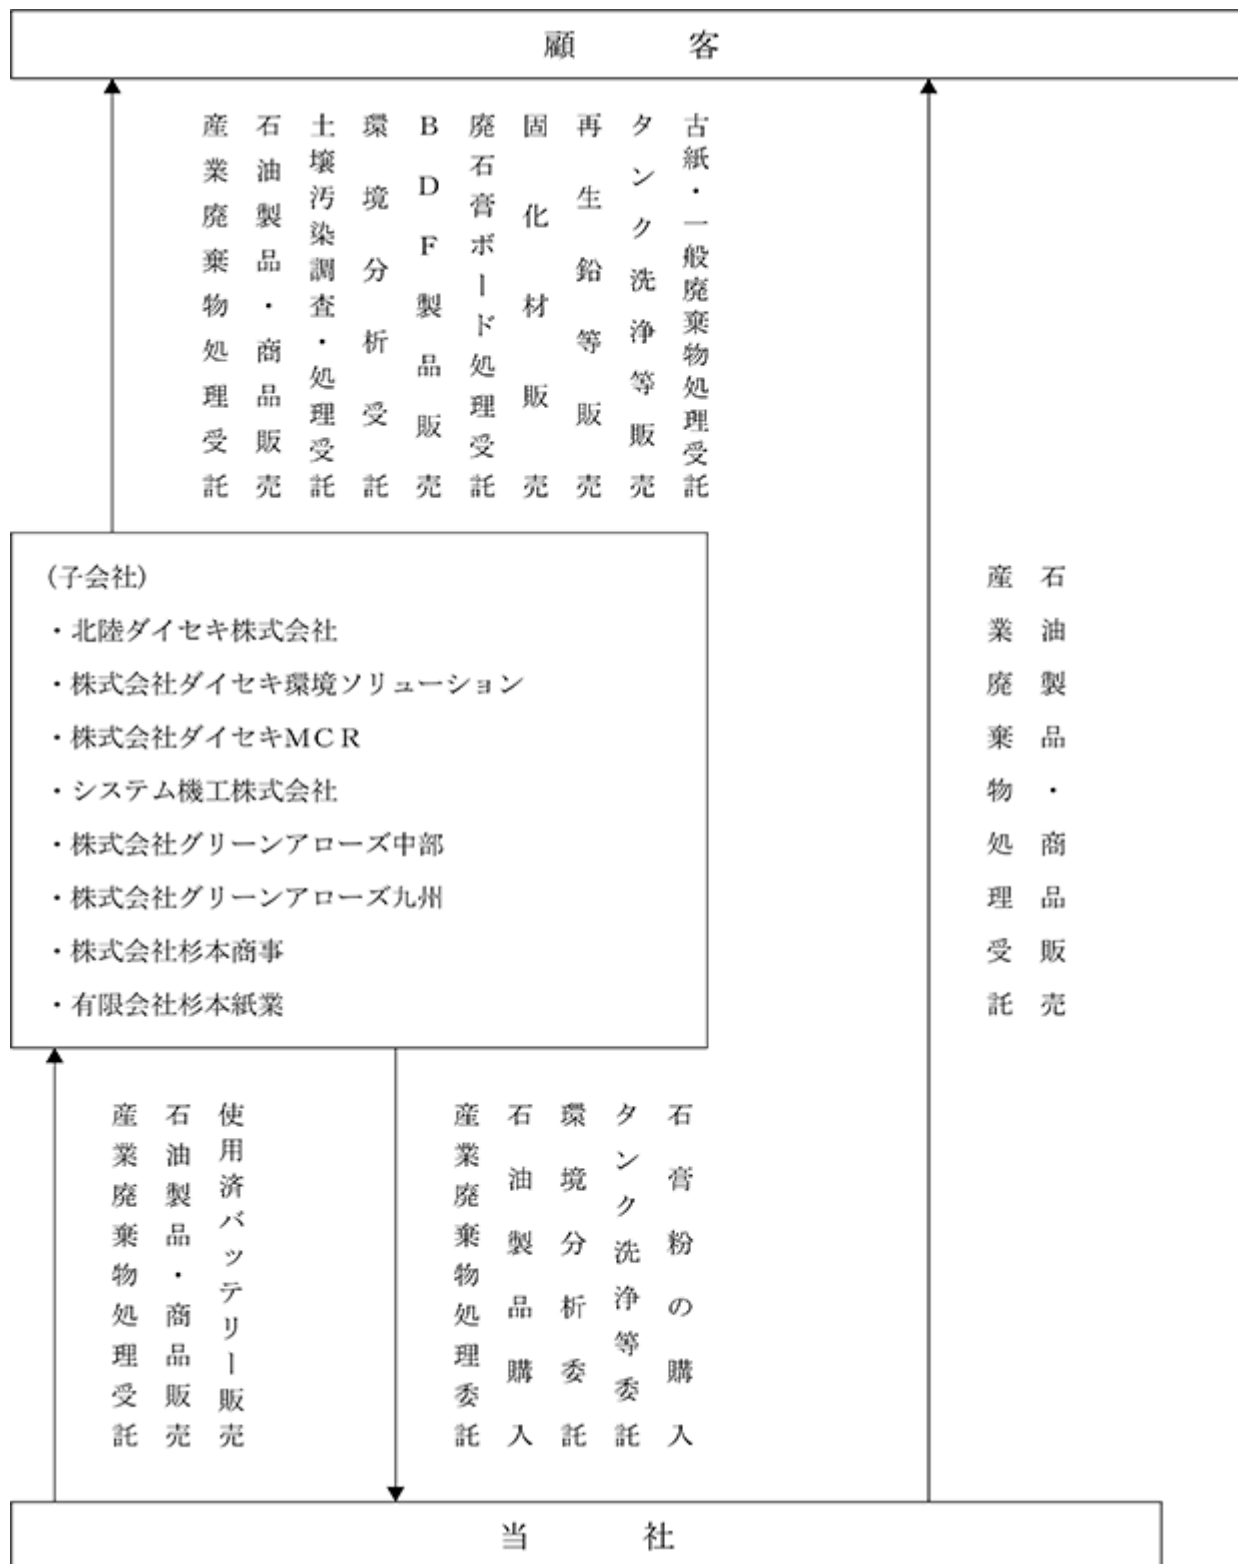 顧客
産業廃棄物処理受託
石油製品・商品販売
土壌汚染調査・処理受託
環境分析受託
BDF製品販売
廃石膏ボード処理受託
固化材販売
再生鉛等販売
タンク洗浄等販売
古紙・一般廃棄物処理受託
(子会社)
・北陸ダイセキ株式会社
・株式会社ダイセキ環境ソリューション
・株式会社ダイセキMCR
・システム機工株式会社
・株式会社グリーンアローズ中部
・株式会社グリーンアローズ九州
・株式会社杉本商事
・有限会社杉本紙業
産業廃棄物処理受託
石油製品・商品販売
産業廃棄物処理受託
石油製品・商品販売
使用済バッテリー販売
産業廃棄物処理委託
石油製品購入
環境分析委託
タンク洗浄等委託
石膏粉の購入
当社